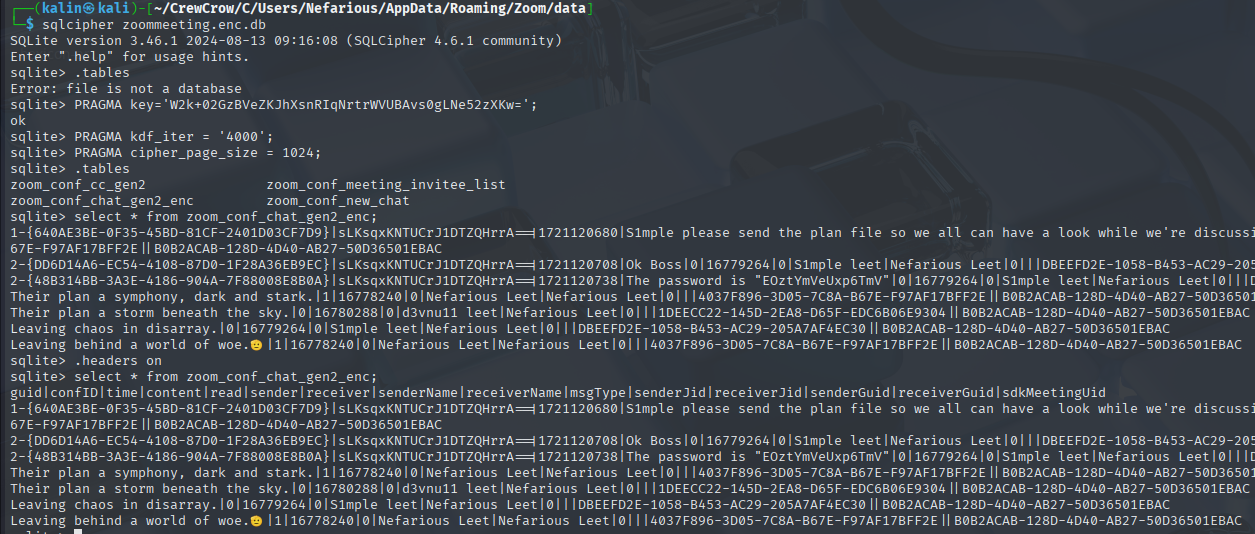 ┌──(kalin㉿kali)-[~/CrewCrow/C/Users/Nefarious/AppData/Roaming/Zoom/data]
└─$ sqlcipher zoommeeting.enc.db
SQLite version 3.46.1 2024-08-13 09:16:08 (SQLCipher 4.6.1 community)
Enter ".help" for usage hints.
sqlite> .tables
Error: file is not a database
sqlite> PRAGMA key='W2k+02GzBVeZKJhXsnRIqNrtrWVUBAvs0gLNe52zXKw=';
ok
sqlite> PRAGMA kdf_iter = '4000';
sqlite> PRAGMA cipher_page_size = 1024;
sqlite> .tables
zoom_conf_cc_gen2               zoom_conf_meeting_invitee_list
zoom_conf_chat_gen2_enc         zoom_conf_new_chat
sqlite> select * from zoom_conf_chat_gen2_enc;
1-{640AE3BE-0F35-45BD-81CF-2401D03CF7D9}|sLKsqxKNTUCrJ1DTZQHrrA==|1721120680|S1mple please send the plan file so we all can have a look while we're discussi
67E-F97AF17BFF2E||B0B2ACAB-128D-4D40-AB27-50D36501EBAC
2-{DD6D14A6-EC54-4108-87D0-1F28A36EB9EC}|sLKsqxKNTUCrJ1DTZQHrrA==|1721120708|Ok Boss|0|16779264|0|S1mple leet|Nefarious Leet|0|||DBEEFD2E-1058-B453-AC29-205
2-{48B314BB-3A3E-4186-904A-7F88008E8B0A}|sLKsqxKNTUCrJ1DTZQHrrA==|1721120738|The password is "EOztYmVeUxp6TmV"|0|16779264|0|S1mple leet|Nefarious Leet|0|||D
Their plan a symphony, dark and stark.|1|16778240|0|Nefarious Leet|Nefarious Leet|0|||4037F896-3D05-7C8A-B67E-F97AF17BFF2E||B0B2ACAB-128D-4D40-AB27-50D36501
Their plan a storm beneath the sky.|0|16780288|0|d3vnu11 leet|Nefarious Leet|0|||1DEECC22-145D-2EA8-D65F-EDC6B06E9304||B0B2ACAB-128D-4D40-AB27-50D36501EBAC
Leaving chaos in disarray.|0|16779264|0|S1mple leet|Nefarious Leet|0|||DBEEFD2E-1058-B453-AC29-205A7AF4EC30||B0B2ACAB-128D-4D40-AB27-50D36501EBAC
Leaving behind a world of woe.🫡|1|16778240|0|Nefarious Leet|Nefarious Leet|0|||4037F896-3D05-7C8A-B67E-F97AF17BFF2E||B0B2ACAB-128D-4D40-AB27-50D36501EBAC
sqlite> .headers on
sqlite> select * from zoom_conf_chat_gen2_enc;
guid|confID|time|content|read|sender|receiver|senderName|receiverName|msgType|senderJid|receiverJid|senderGuid|receiverGuid|sdkMeetingUid
1-{640AE3BE-0F35-45BD-81CF-2401D03CF7D9}|sLKsqxKNTUCrJ1DTZQHrrA==|1721120680|S1mple please send the plan file so we all can have a look while we're discussi
67E-F97AF17BFF2E||B0B2ACAB-128D-4D40-AB27-50D36501EBAC
2-{DD6D14A6-EC54-4108-87D0-1F28A36EB9EC}|sLKsqxKNTUCrJ1DTZQHrrA==|1721120708|Ok Boss|0|16779264|0|S1mple leet|Nefarious Leet|0|||DBEEFD2E-1058-B453-AC29-205
2-{48B314BB-3A3E-4186-904A-7F88008E8B0A}|sLKsqxKNTUCrJ1DTZQHrrA==|1721120738|The password is "EOztYmVeUxp6TmV"|0|16779264|0|S1mple leet|Nefarious Leet|0|||D
Their plan a symphony, dark and stark.|1|16778240|0|Nefarious Leet|Nefarious Leet|0|||4037F896-3D05-7C8A-B67E-F97AF17BFF2E||B0B2ACAB-128D-4D40-AB27-50D36501
Their plan a storm beneath the sky.|0|16780288|0|d3vnu11 leet|Nefarious Leet|0|||1DEECC22-145D-2EA8-D65F-EDC6B06E9304||B0B2ACAB-128D-4D40-AB27-50D36501EBAC
Leaving chaos in disarray.|0|16779264|0|S1mple leet|Nefarious Leet|0|||DBEEFD2E-1058-B453-AC29-205A7AF4EC30||B0B2ACAB-128D-4D40-AB27-50D36501EBAC
Leaving behind a world of woe.🫡|1|16778240|0|Nefarious Leet|Nefarious Leet|0|||4037F896-3D05-7C8A-B67E-F97AF17BFF2E||B0B2ACAB-128D-4D40-AB27-50D36501EBAC